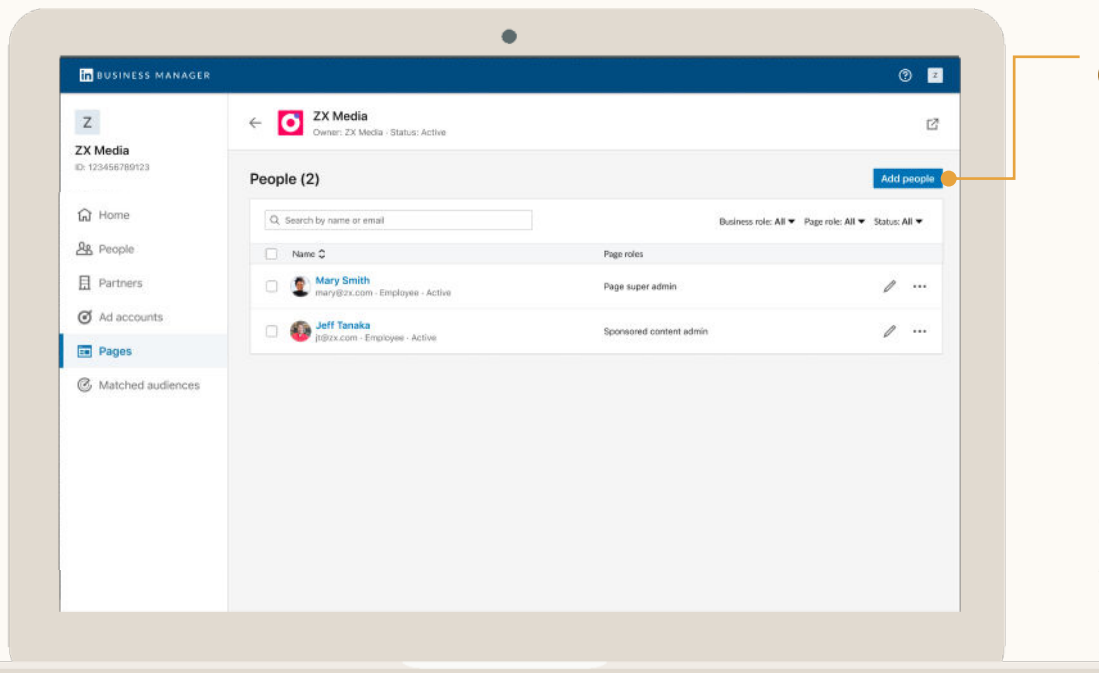 in BUSINESS MANAGER
Z
Z
ZX Media
ID: 123456789123
Home
People
Partners
Ad accounts
Pages
Matched audiences
ZX Media
Owner: ZX Media · Status: Active
People (2)
Add people
Search by name or email
Business role: All Page role: All Status: All
Name Page roles
Mary Smith
mary@zx.com · Employee · Active
Page super admin
Jeff Tanaka
jt@zx.com · Employee · Active
Sponsored content admin